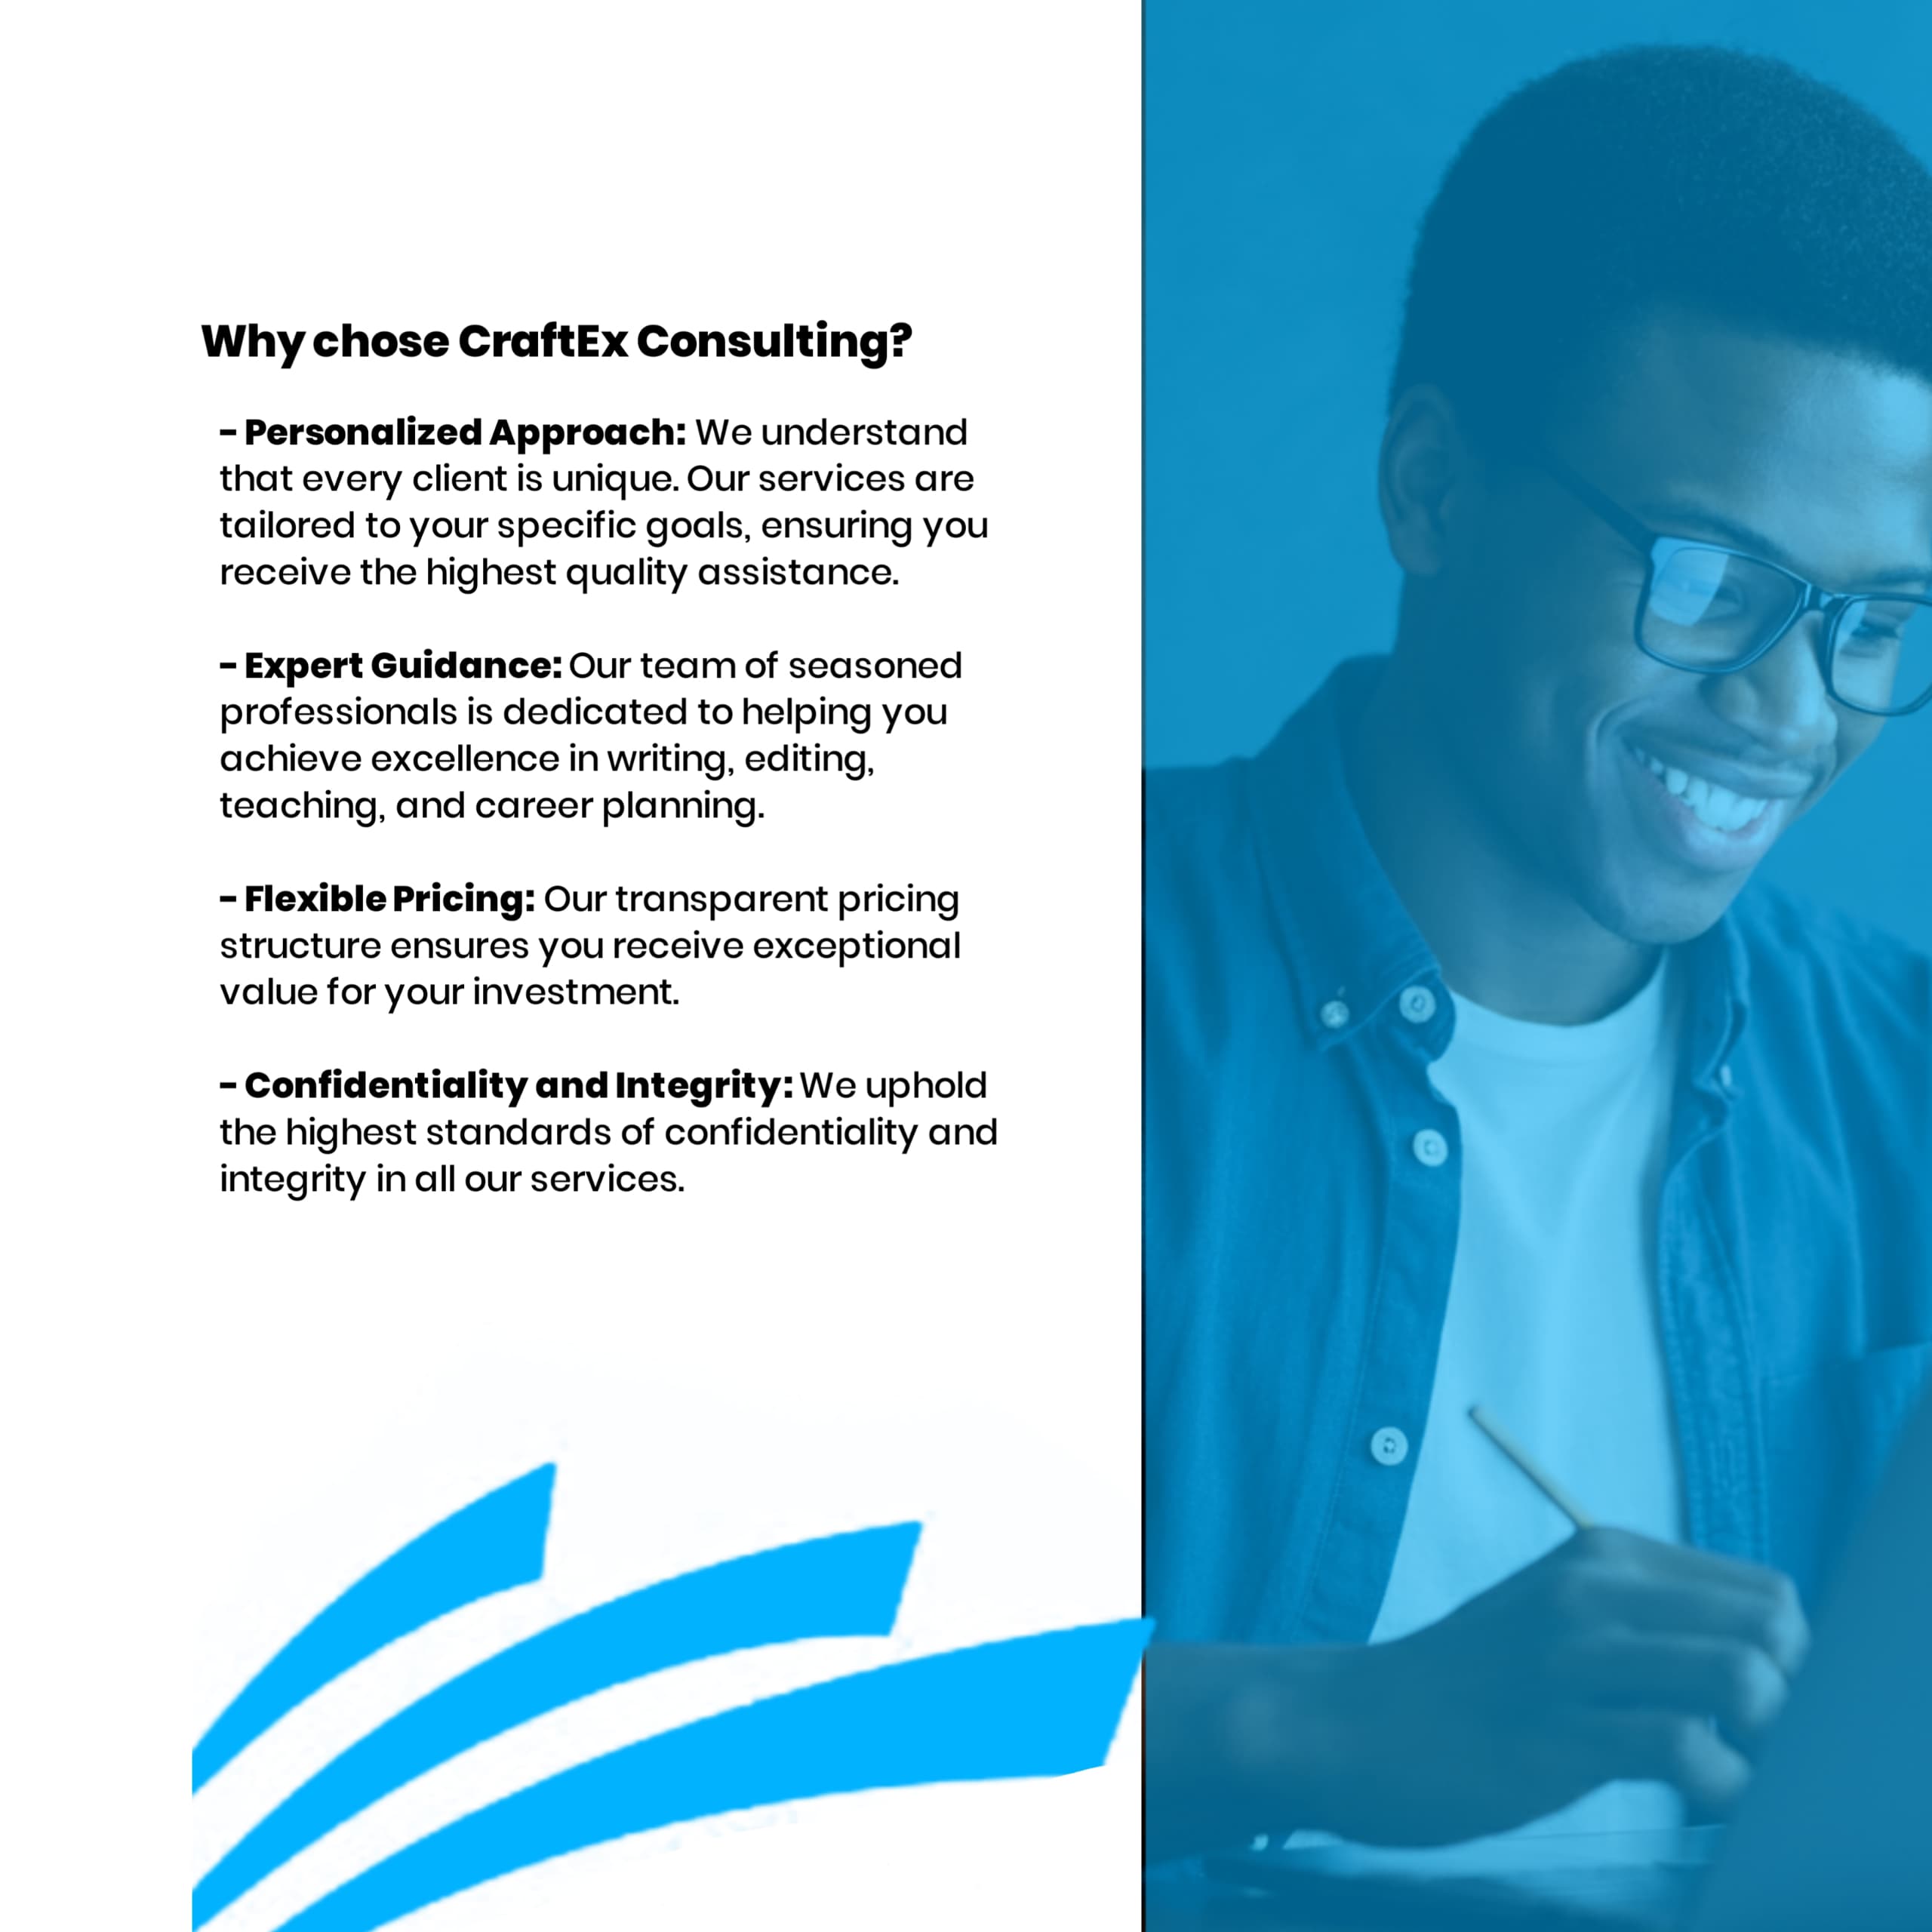 Why chose CraftEx Consulting?
- Personalized Approach: We understand
that every client is unique. Our services are
tailored to your specific goals, ensuring you
receive the highest quality assistance.
- Expert Guidance: Our team of seasoned
professionals is dedicated to helping you
achieve excellence in writing, editing,
teaching, and career planning.
- Flexible Pricing: Our transparent pricing
structure ensures you receive exceptional
value for your investment.
- Confidentiality and Integrity: We uphold
the highest standards of confidentiality and
integrity in all our services.